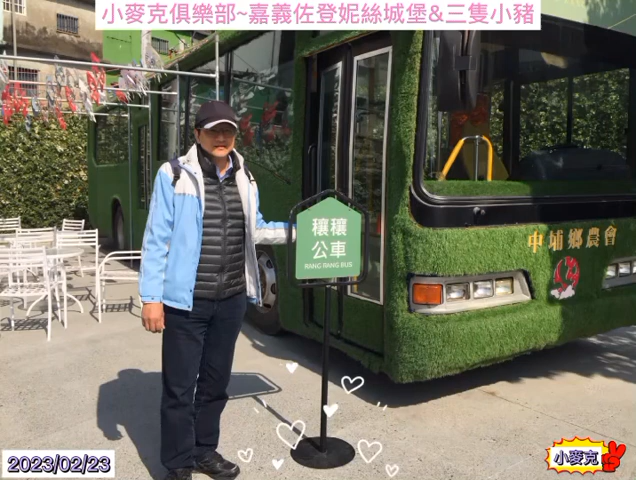 小麥克俱樂部~嘉義佐登妮絲城堡&三隻小豬
穰穰
公車
RANG RANG BUS
中埔鄉農會
2023/02/23
小麥克